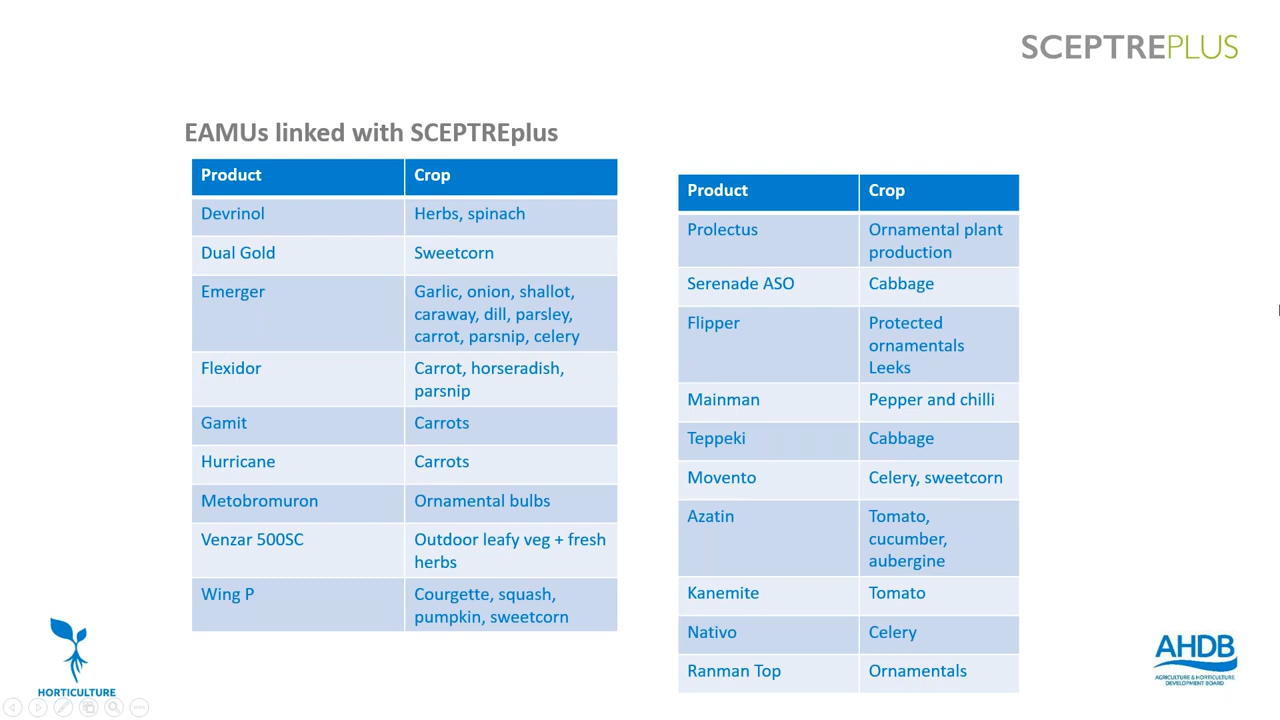 SCEPTREPLUS
EAMUs linked with SCEPTREplus
Product Crop
Devrinol Herbs, spinach
Dual Gold Sweetcorn
Emerger Garlic, onion, shallot,
caraway, dill, parsley,
carrot, parsnip, celery
Flexidor Carrot, horseradish,
parsnip
Gamit Carrots
Hurricane Carrots
Metobromuron Ornamental bulbs
Venzar 500SC Outdoor leafy veg + fresh
herbs
Wing P Courgette, squash,
pumpkin, sweetcorn
Product Crop
Prolectus Ornamental plant
production
Serenade ASO Cabbage
Flipper Protected
ornamentals
Leeks
Mainman Pepper and chilli
Teppeki Cabbage
Movento Celery, sweetcorn
Azatin Tomato,
cucumber,
aubergine
Kanemite Tomato
Nativo Celery
Ranman Top Ornamentals
HORTICULTURE
AHDB
AGRICULTURE & HORTICULTURE
DEVELOPMENT BOARD